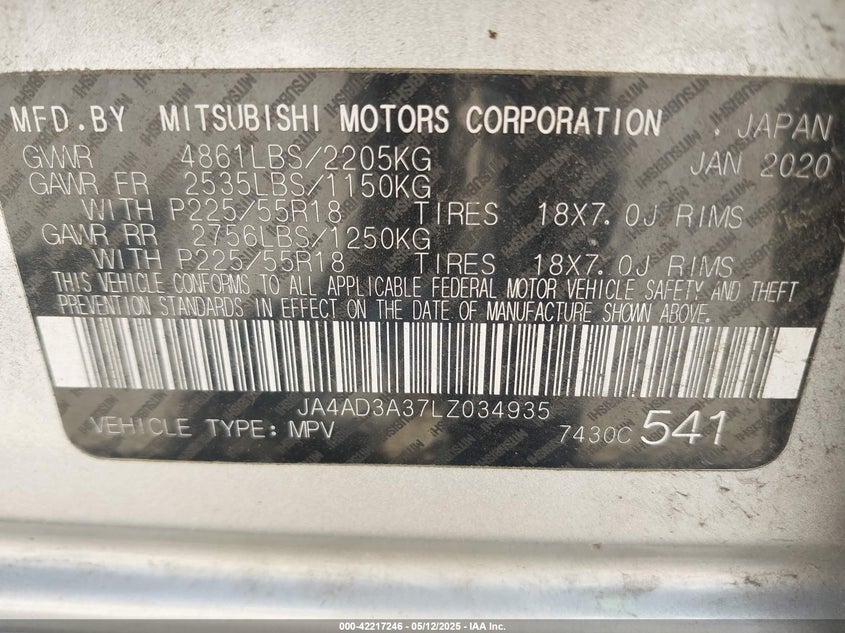 MFD.BY MITSUBISHI MOTORS CORPORATION . JAPAN
GVWR 4861LBS/2205KG JAN 2020
GAWR FR 2535LBS/1150KG
WITH P225/55R18 TIRES 18X7.0J RIMS
GAWR RR 2756LBS/1250KG
WITH P225/55R18 TIRES 18X7.0J RIMS
THIS VEHICLE CONFORMS TO ALL APPLICABLE FEDERAL MOTOR VEHICLE SAFETY AND THEFT
PREVENTION STANDARDS IN EFFECT ON THE DATE OF MANUFACTURE SHOWN ABOVE.
JA4AD3A37LZ034935
VEHICLE TYPE:MPV 7430C 541
000-42217246 - 05/12/2025 - IAA Inc.